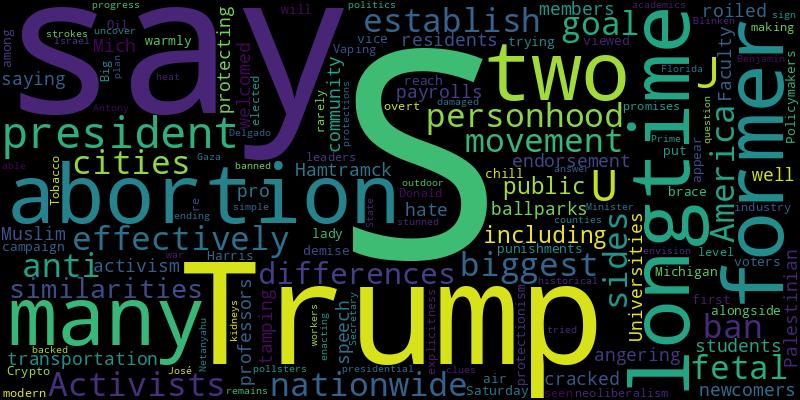 say
S
Trump
longtime
former
abortion
many
two
president
movement
personhood
establish
goal
nationwide
Activists
differences
similarities
effectively
cities
biggest
sides
America
fetal
anti
ban
U
J
public
including
ballparks
endorsement
payrolls
residents
members
roiled
Hamtramck
pro
hate
community
protecting
welcomed
warmly
Mich
Oil
saying
among
progress
politics
will
vice
Vaping
trying
viewed
academics
Blinken
sign
making
Faculty
Florida
Policymakers
Benjamin
reach
overt
damaged
promises
Prime
question
put
brace
well
appear
industry
voters
level
envision
Michigan
first
alongside
students
newcomers
Palestinian
Universities
angering
cracked
protectionism
historical
tried
air
Saturday
seen
neoliberalism
punishments
counties
Minister
answer
chill
stunned
outdoor
banned
Donald
leaders
protections
rarely
elected
Delgado
Gaza
simple
ending
re
State
lady
demise
Harris
war
activism
campaign
Muslim
able
Tobacco
strokes
Israel
uncover
plan
Big
heat
Antony
transportation
Crypto
backed
modern
José
remains
Netanyahu
kidneys
professors
tamping
pollsters
workers
enacting
speech
Secretary
presidential
explicitness
clues